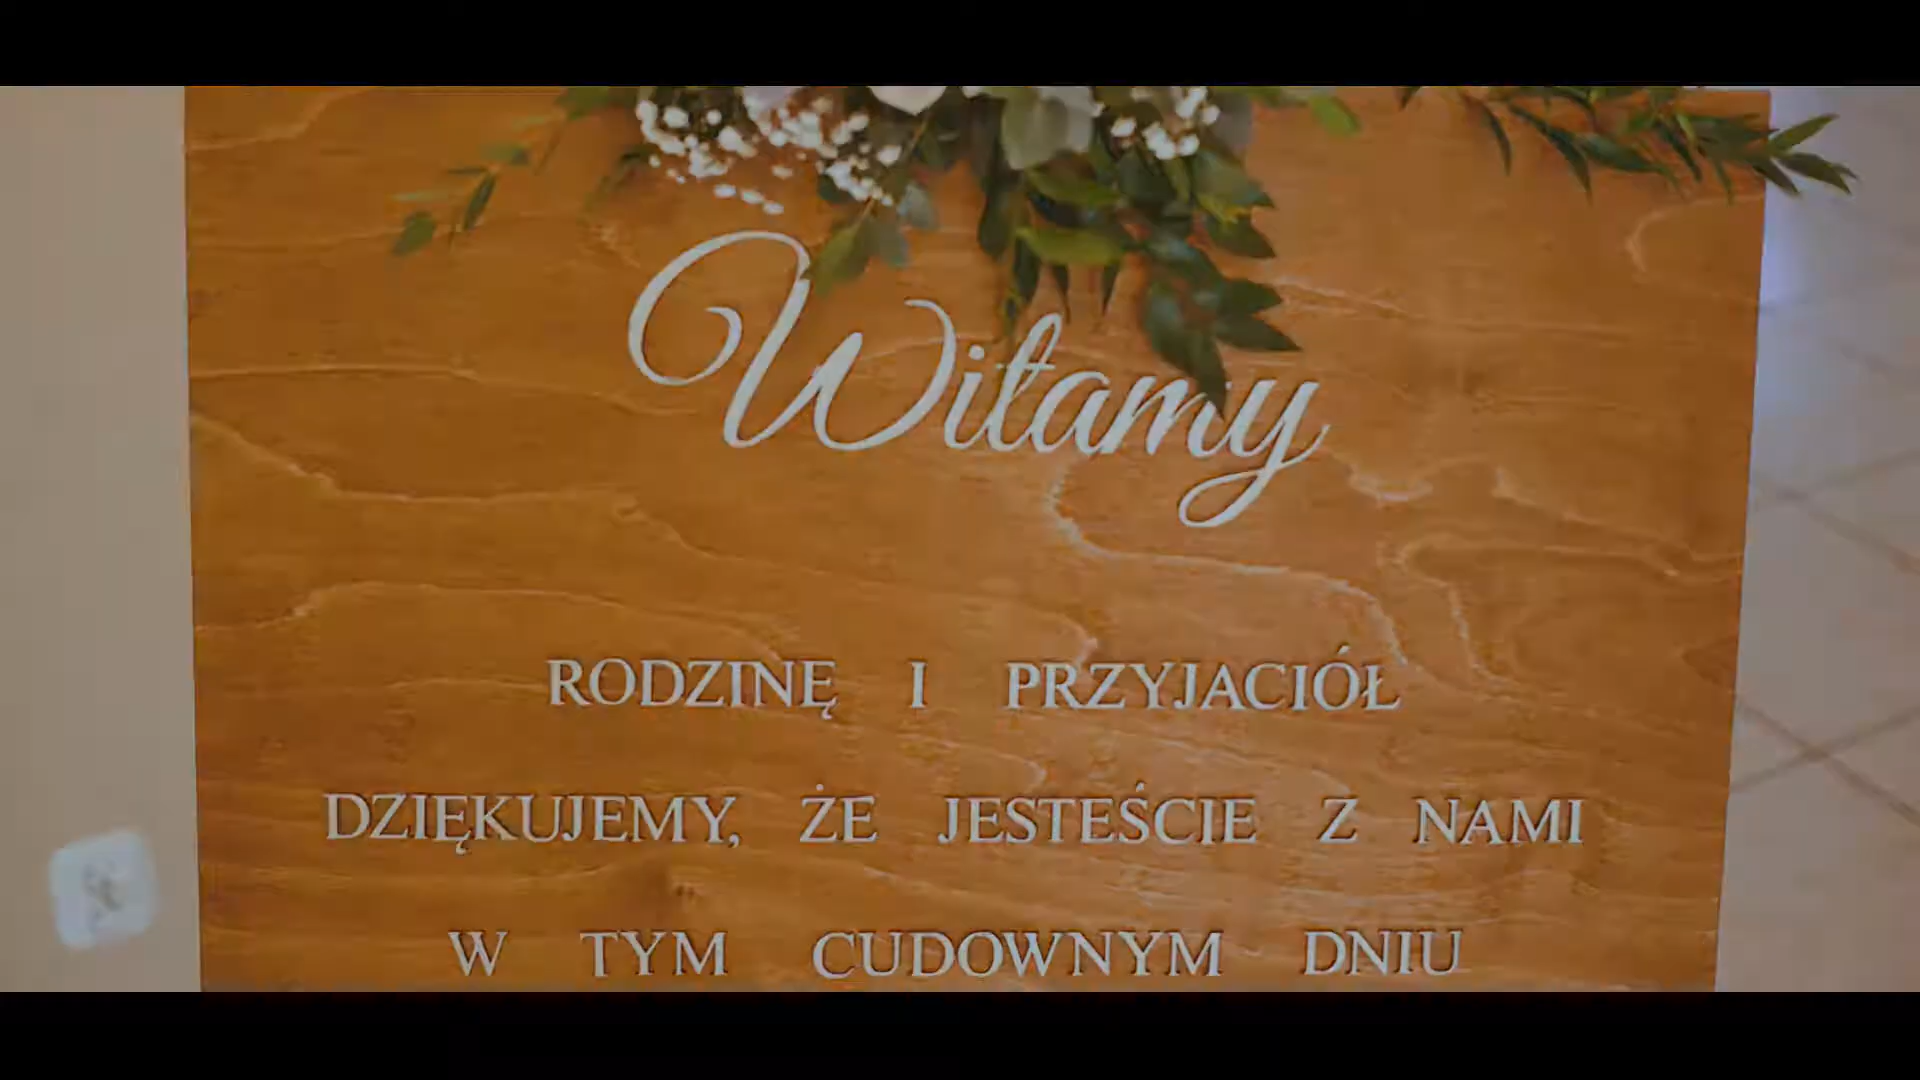 Witamy
RODZINĘ I PRZYJACIÓŁ
DZIĘKUJEMY, ŻE JESTEŚCIE Z NAMI
W TYM CUDOWNYM DNIU